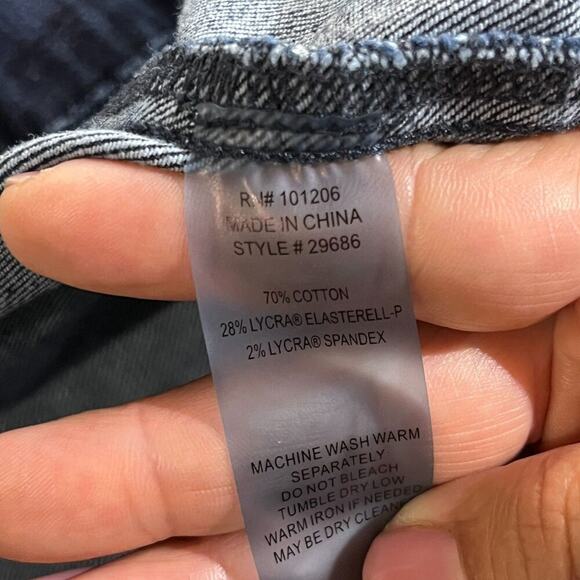 RN# 101206
MADE IN CHINA
STYLE # 29686
70% COTTON
28% LYCRA® ELASTERELL-P
2% LYCRA® SPANDEX
MACHINE WASH WARM
SEPARATELY
DO NOT BLEACH
TUMBLE DRY LOW
WARM IRON IF NEEDED
MAY BE DRY CLEAN